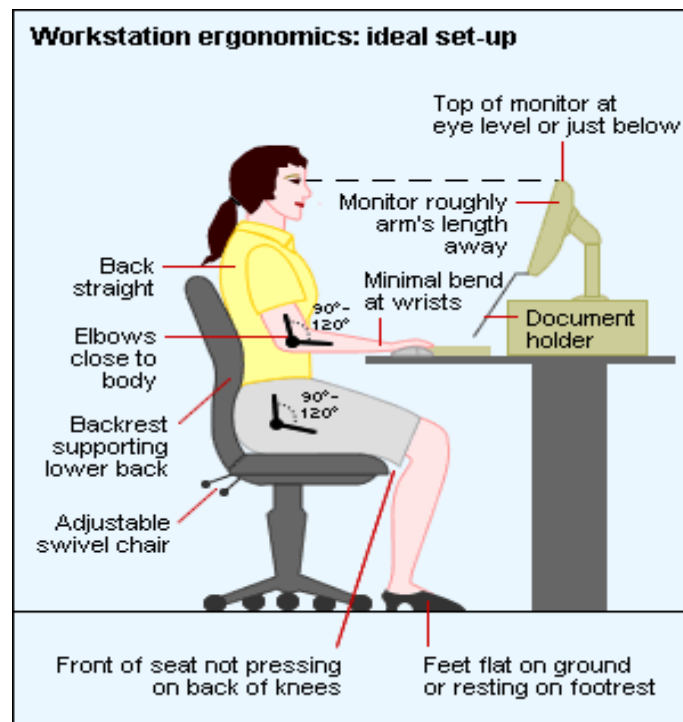 Workstation ergonomics: ideal set-up
Top of monitor at
eye level or just below
Monitor roughly
arm's length
away
Back
straight
Minimal bend
at wrists
90°-
120°
Document
holder
Elbows
close to
body
90°-
120°
Backrest
supporting
lower back
Adjustable
swivel chair
Front of seat not pressing
on back of knees
Feet flat on ground
or resting on footrest